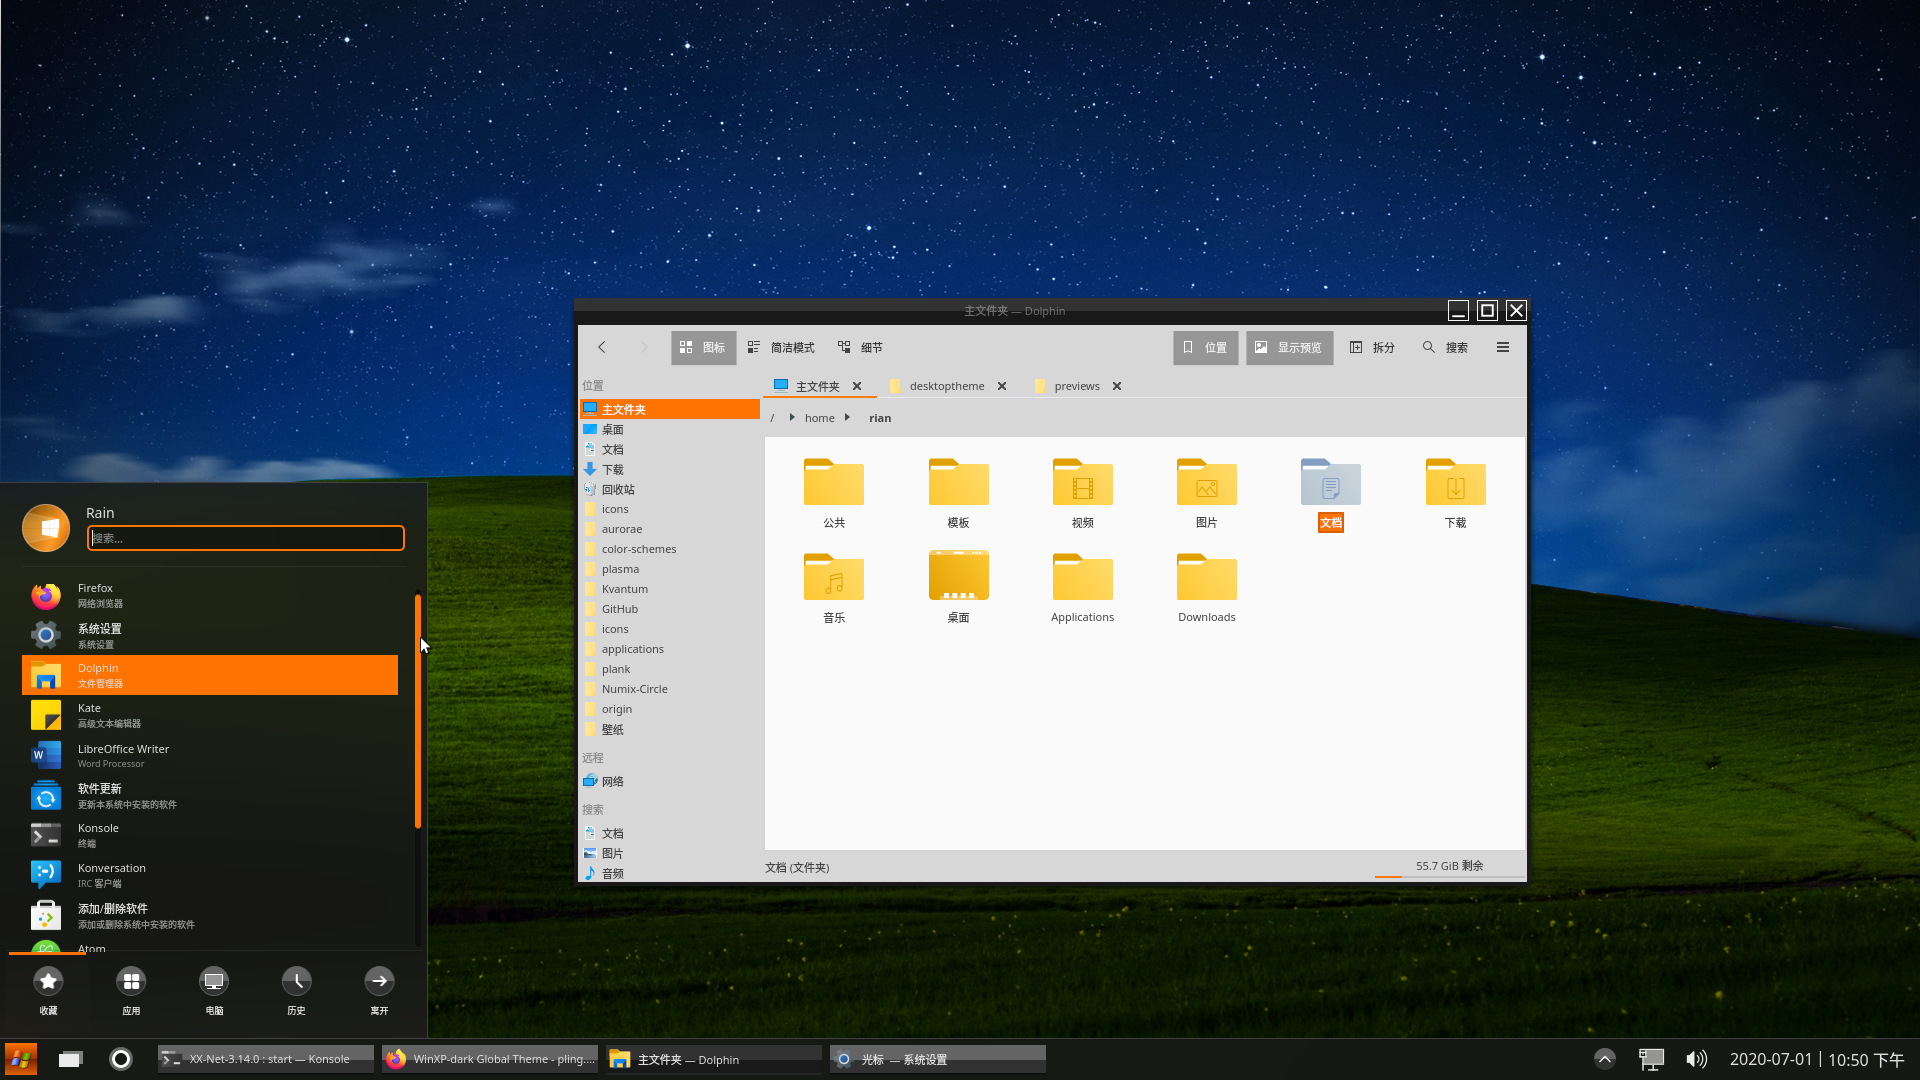 主文件夹 — Dolphin
图标
简洁模式
细节
位置
显示预览
拆分
搜索
位置
主文件夹
桌面
文档
下载
回收站
icons
aurorae
color-schemes
plasma
Kvantum
GitHub
icons
applications
plank
Numix-Circle
origin
壁纸
远程
网络
搜索
文档
图片
音频
主文件夹
desktoptheme
previews
/ home rian
公共
模板
视频
图片
文档
下载
音乐
桌面
Applications
Downloads
文档 (文件夹)
55.7 GiB 剩余
Rain
搜索...
Firefox
网络浏览器
系统设置
系统设置
Dolphin
文件管理器
Kate
高级文本编辑器
LibreOffice Writer
Word Processor
软件更新
更新本系统中安装的软件
Konsole
终端
Konversation
IRC 客户端
添加/删除软件
添加或删除系统中安装的软件
Atom
收藏
应用
电脑
历史
离开
XX-Net-3.14.0 : start — Konsole
WinXP-dark Global Theme - pling....
主文件夹 — Dolphin
光标 — 系统设置
2020-07-01 | 10:50 下午